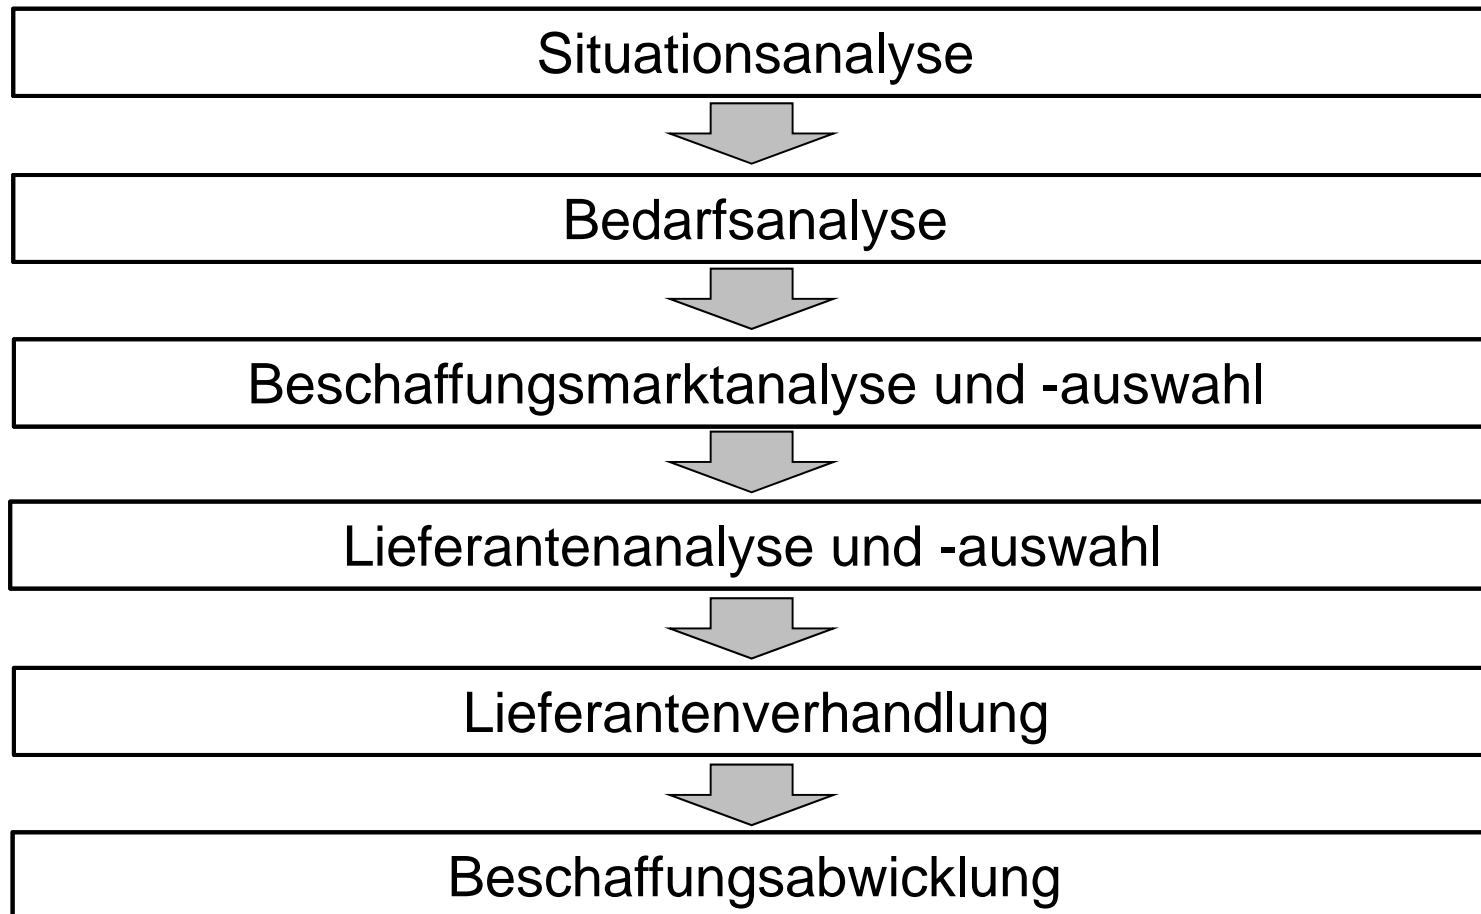 Situationsanalyse
Bedarfsanalyse
Beschaffungsmarktanalyse und -auswahl
Lieferantenanalyse und -auswahl
Lieferantenverhandlung
Beschaffungsabwicklung